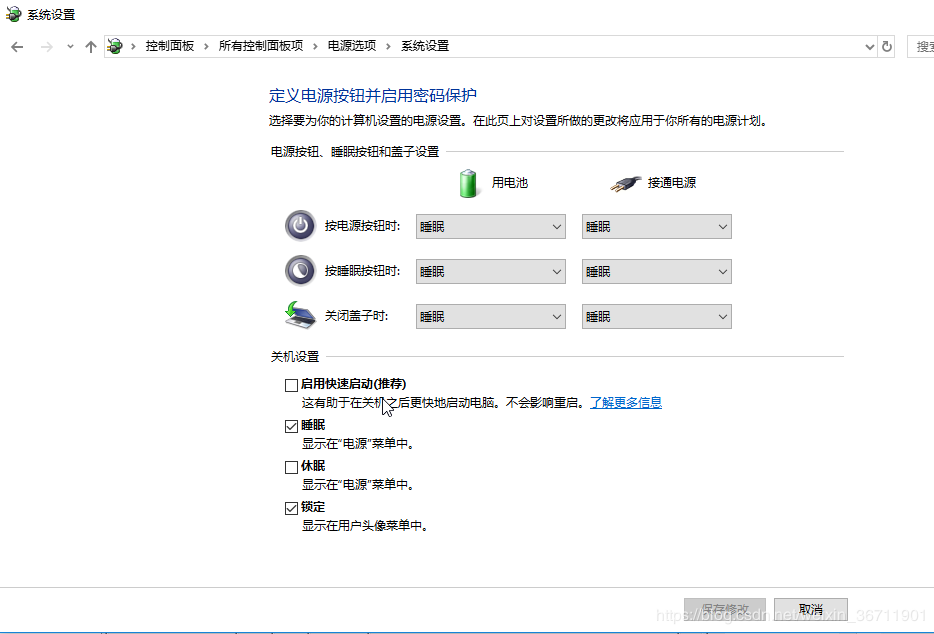 系统设置
控制面板 › 所有控制面板项 › 电源选项 › 系统设置
搜索
定义电源按钮并启用密码保护
选择要为你的计算机设置的电源设置。在此页上对设置所做的更改将应用于你所有的电源计划。
电源按钮、睡眠按钮和盖子设置
用电池 接通电源
按电源按钮时: 睡眠 睡眠
按睡眠按钮时: 睡眠 睡眠
关闭盖子时: 睡眠 睡眠
关机设置
启用快速启动(推荐)
这有助于在关机之后更快地启动电脑。不会影响重启。了解更多信息
睡眠
显示在"电源"菜单中。
休眠
显示在"电源"菜单中。
锁定
显示在用户头像菜单中。
保存修改 取消
https://blog.csdn.net/weixin_36711901